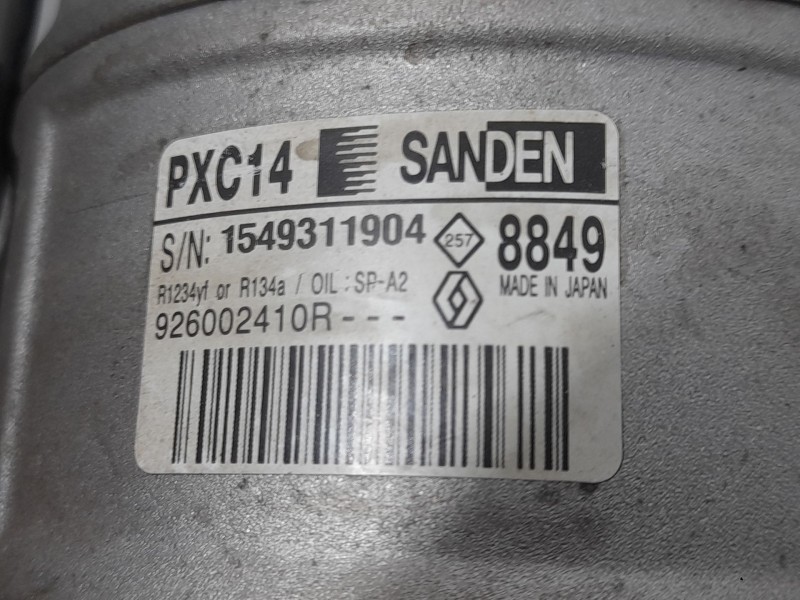 PXC14 SANDEN
S/N: 1549311904 257 8849
R1234yf or R134a / OIL : SP-A2 MADE IN JAPAN
926002410R - - -